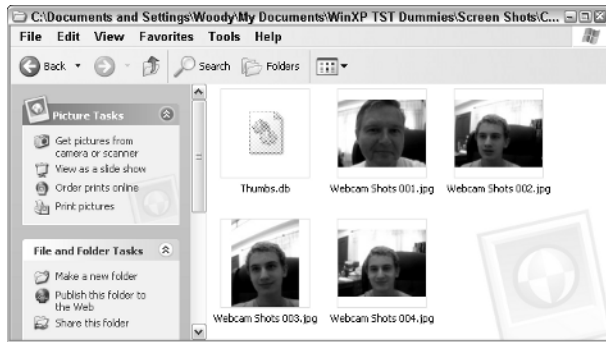 C:\Documents and Settings\Woody\My Documents\WinXP TST Dummies\Screen Shots\C...
File Edit View Favorites Tools Help
Back Search Folders
Picture Tasks
Get pictures from
camera or scanner
View as a slide show
Order prints online
Print pictures
File and Folder Tasks
Make a new folder
Publish this folder to
the Web
Share this folder
Thumbs.db
Webcam Shots 001.jpg
Webcam Shots 002.jpg
Webcam Shots 003.jpg
Webcam Shots 004.jpg